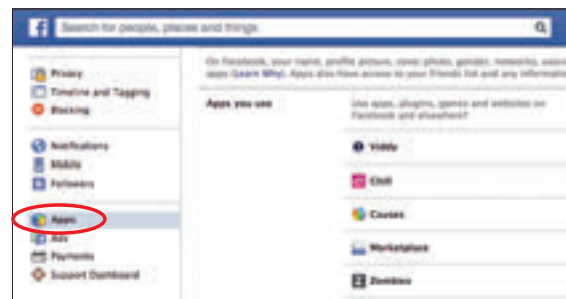 f
Search for people, places and things
On Facebook, your name, profile picture, cover photo, gender, networks,
apps (Learn Why). Apps also have access to your friends list and any
Privacy
Timeline and Tagging
Blocking
Apps you use
Use apps, plugins, games and websites on
Facebook and elsewhere?
Notifications
Mobile
Followers
Viddy
Chill
Causes
Apps
Ads
Payments
Support Dashboard
Marketplace
Zombies